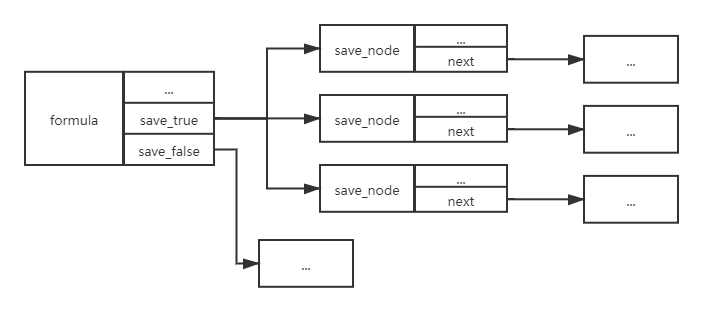 formula
...
save_true
save_false
save_node
...
next
...
save_node
...
next
...
save_node
...
next
...
...